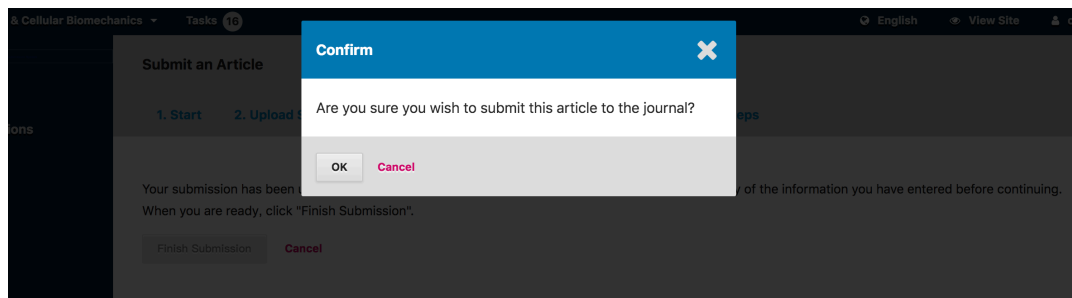 & Cellular Biomechanics Tasks 16 English View Site
Confirm
Submit an Article
Are you sure you wish to submit this article to the journal?
1. Start 2. Upload
ions
OK Cancel
Your submission has been of the information you have entered before continuing.
When you are ready, click "Finish Submission".
Finish Submission Cancel